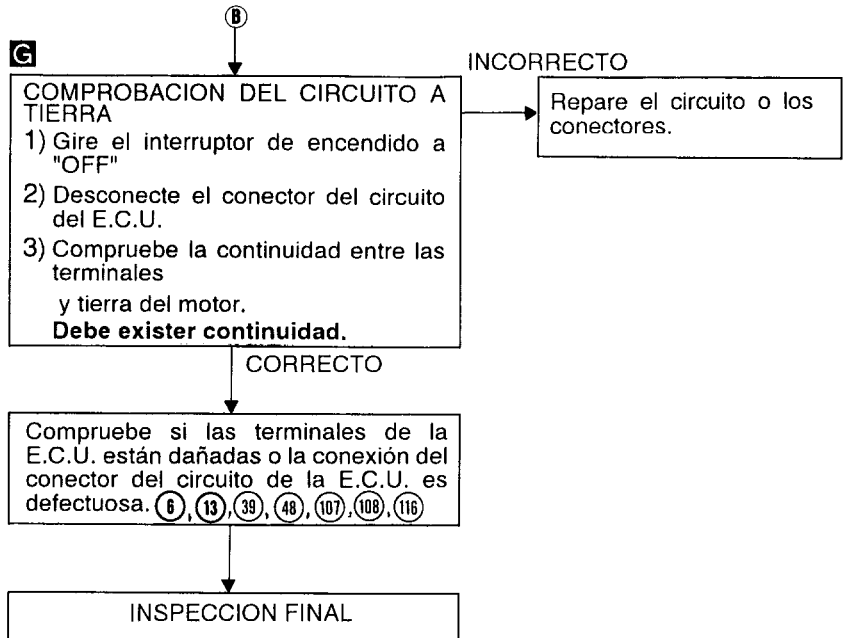 B
G
INCORRECTO
COMPROBACION DEL CIRCUITO A
TIERRA
1) Gire el interruptor de encendido a
"OFF"
2) Desconecte el conector del circuito
del E.C.U.
3) Compruebe la continuidad entre las
terminales
y tierra del motor.
Debe exister continuidad.
Repare el circuito o los
conectores.
CORRECTO
Compruebe si las terminales de la
E.C.U. están dañadas o la conexión del
conector del circuito de la E.C.U. es
defectuosa. 6, 13, 39, 48, 107, 108, 116
INSPECCION FINAL